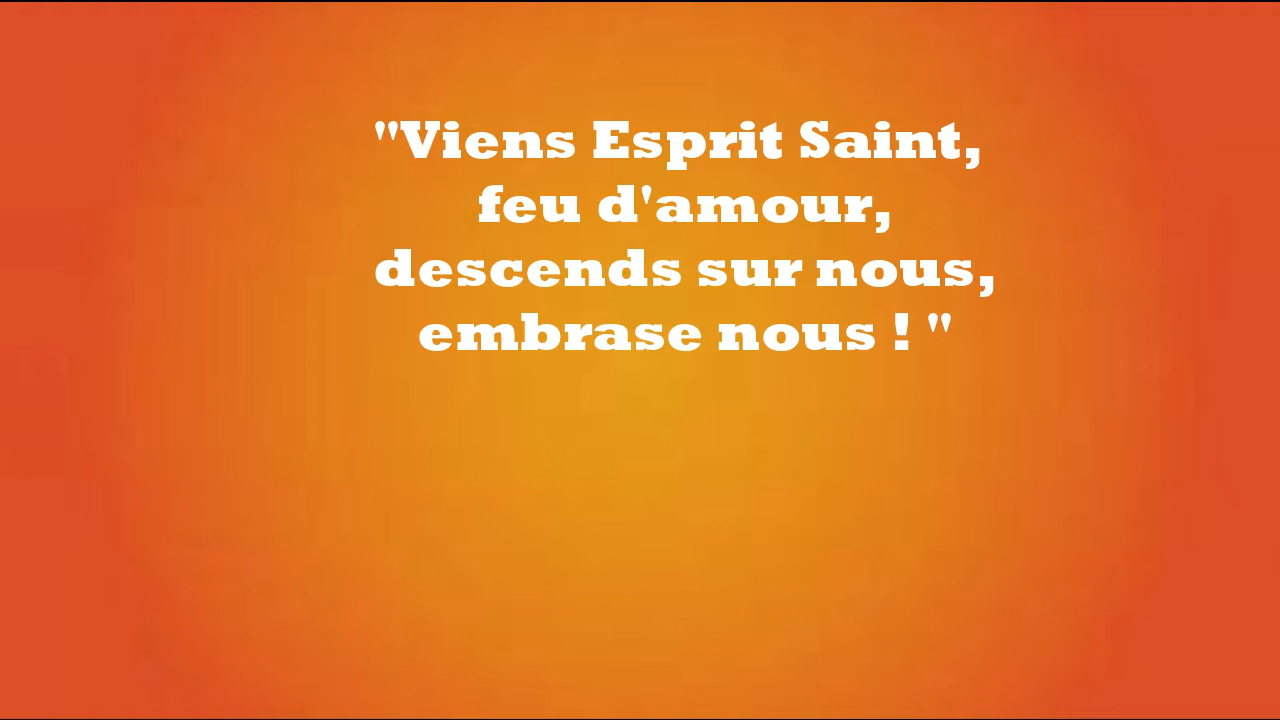 "Viens Esprit Saint,
feu d'amour,
descends sur nous,
embrase nous ! "